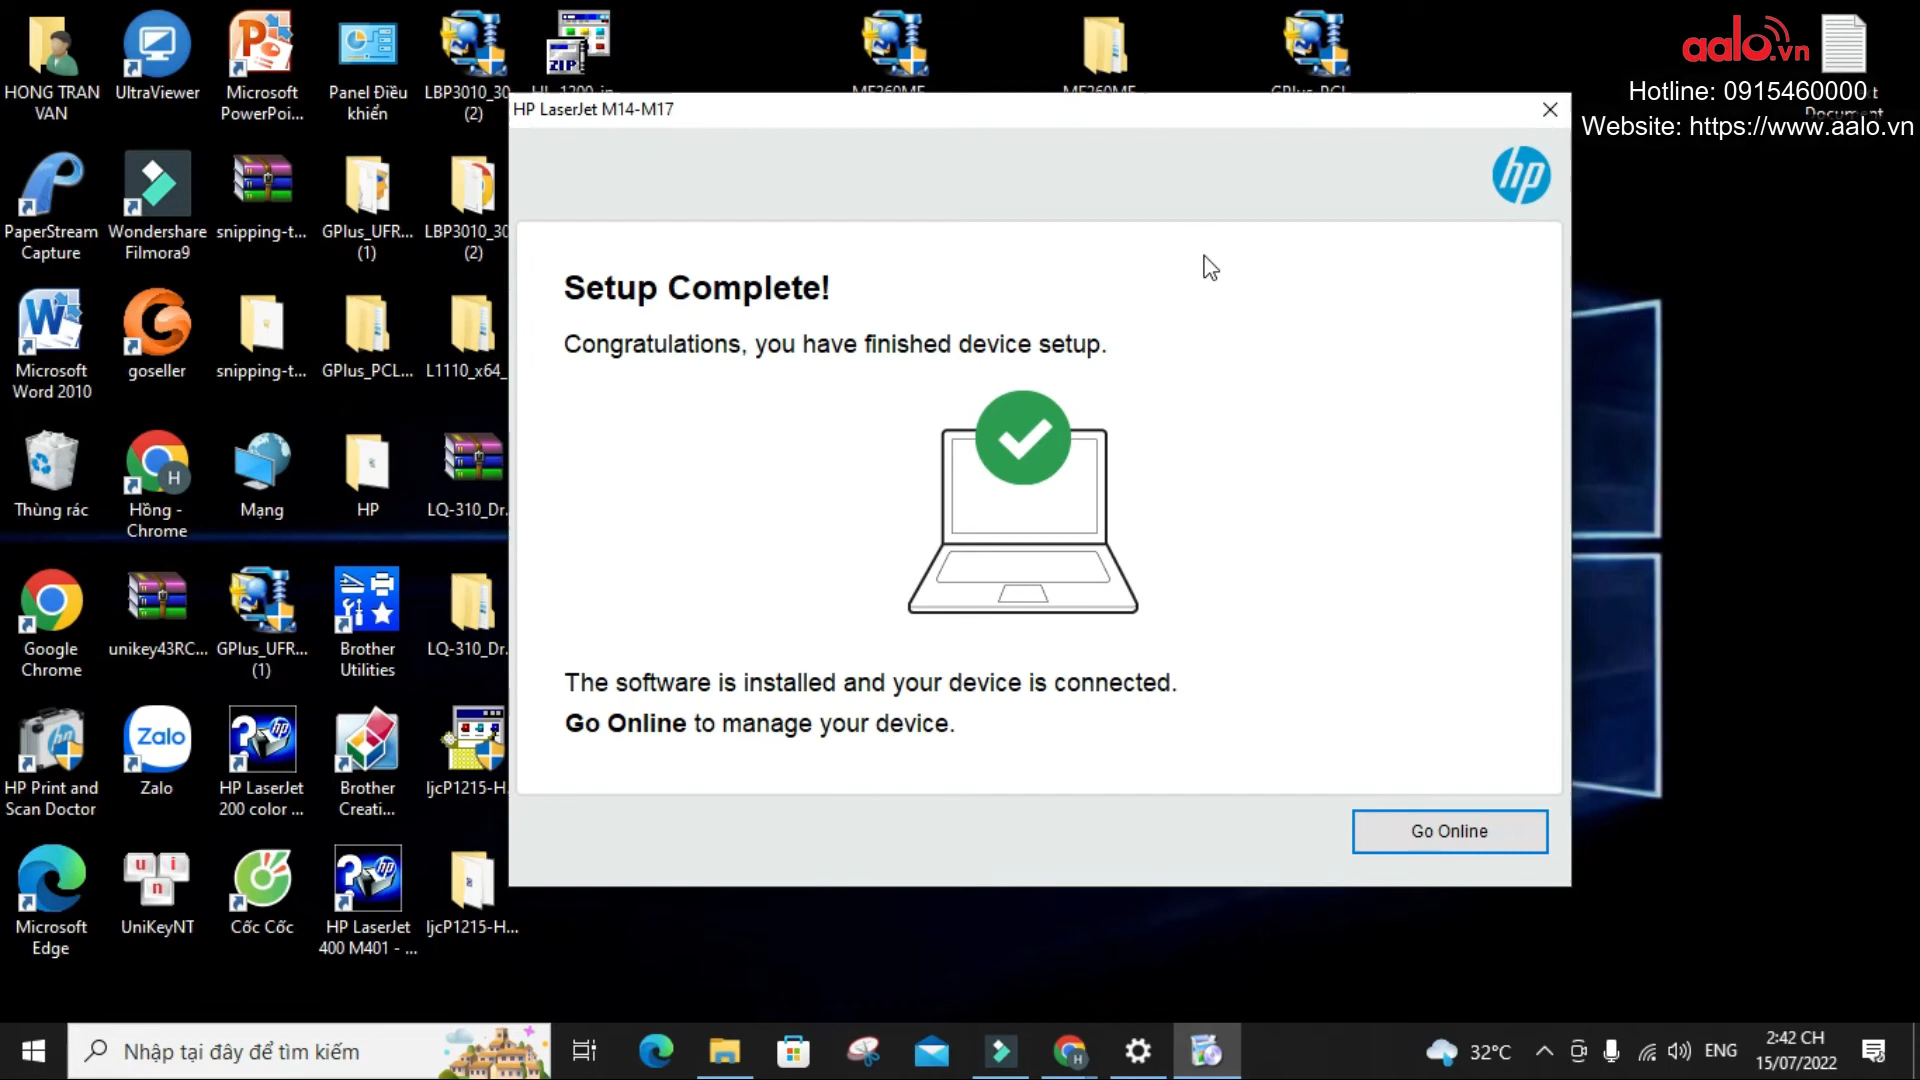 HONG TRAN
VAN
UltraViewer
Microsoft
PowerPoi...
Panel Điều
khiển
LBP3010_30
(2)
ZIP
aalo.vn
Hotline: 0915460000
Website: https://www.aalo.vn
Document
HP LaserJet M14-M17
hp
PaperStream
Capture
Wondershare
Filmora9
snipping-t...
GPlus_UFR...
(1)
LBP3010_30
(2)
Setup Complete!
Congratulations, you have finished device setup.
Microsoft
Word 2010
goseller
snipping-t...
GPlus_PCL...
L1110_x64_
Thùng rác
Hồng -
Chrome
Mạng
HP
LQ-310_Dr.
Google
Chrome
unikey43RC...
GPlus_UFR...
(1)
Brother
Utilities
LQ-310_Dr.
The software is installed and your device is connected.
Go Online to manage your device.
HP Print and
Scan Doctor
Zalo
Zalo
HP LaserJet
200 color ...
Brother
Creati...
ljcP1215-H.
Go Online
Microsoft
Edge
u i
n
UniKeyNT
Cốc Cốc
HP LaserJet
400 M401 - ...
ljcP1215-H...
Nhập tại đây để tìm kiếm
32°C
ENG
2:42 CH
15/07/2022